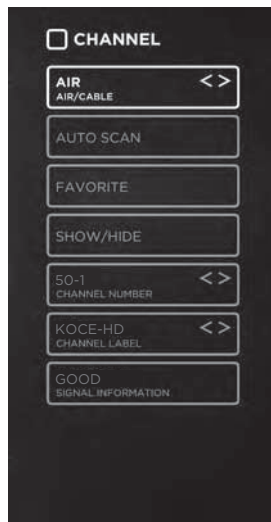 CHANNEL
AIR < >
AIR/CABLE
AUTO SCAN
FAVORITE
SHOW/HIDE
50-1 < >
CHANNEL NUMBER
KOCE-HD < >
CHANNEL LABEL
GOOD
SIGNAL INFORMATION